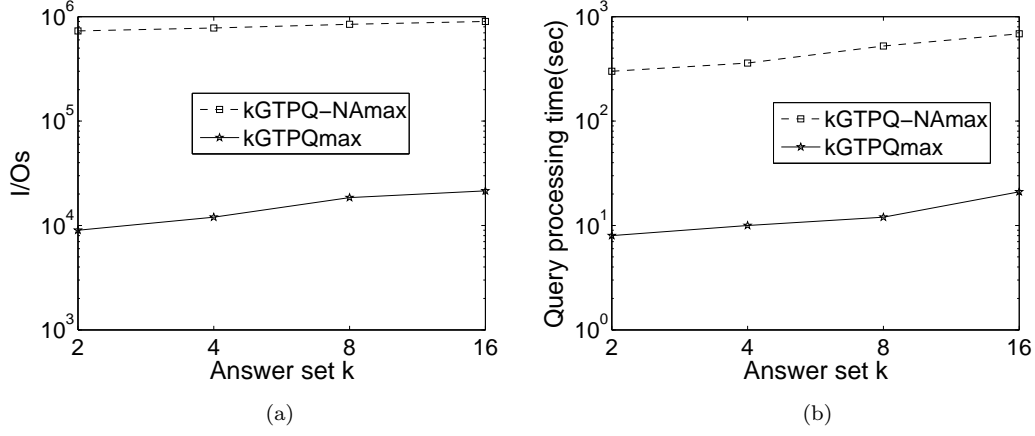 10^6
10^5
10^4
10^3
I/Os
kGTPQ-NAmax
kGTPQmax
2 4 8 16
Answer set k
(a)
10^3
10^2
10^1
10^0
Query processing time(sec)
kGTPQ-NAmax
kGTPQmax
2 4 8 16
Answer set k
(b)